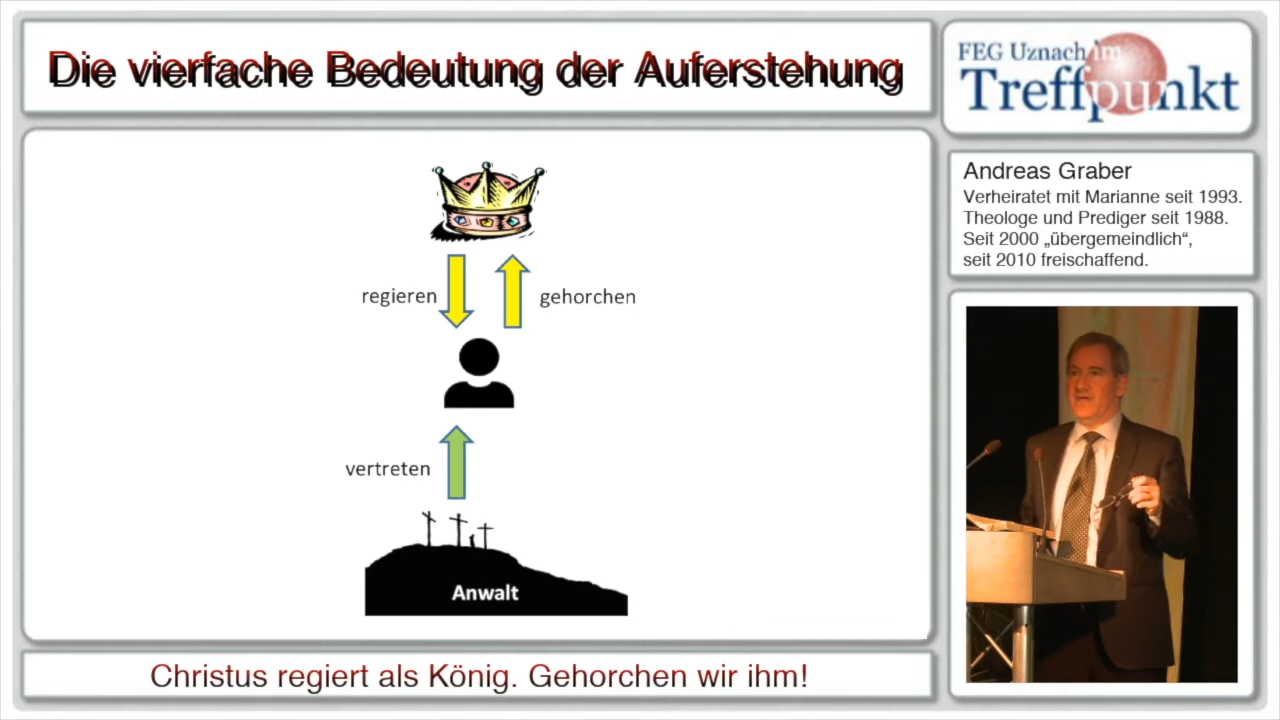 Die vierfache Bedeutung der Auferstehung
FEG Uznach im
Treffpunkt
Andreas Graber
Verheiratet mit Marianne seit 1993.
Theologe und Prediger seit 1988.
Seit 2000 „übergemeindlich“,
seit 2010 freischaffend.
regieren
gehorchen
vertreten
Anwalt
Christus regiert als König. Gehorchen wir ihm!